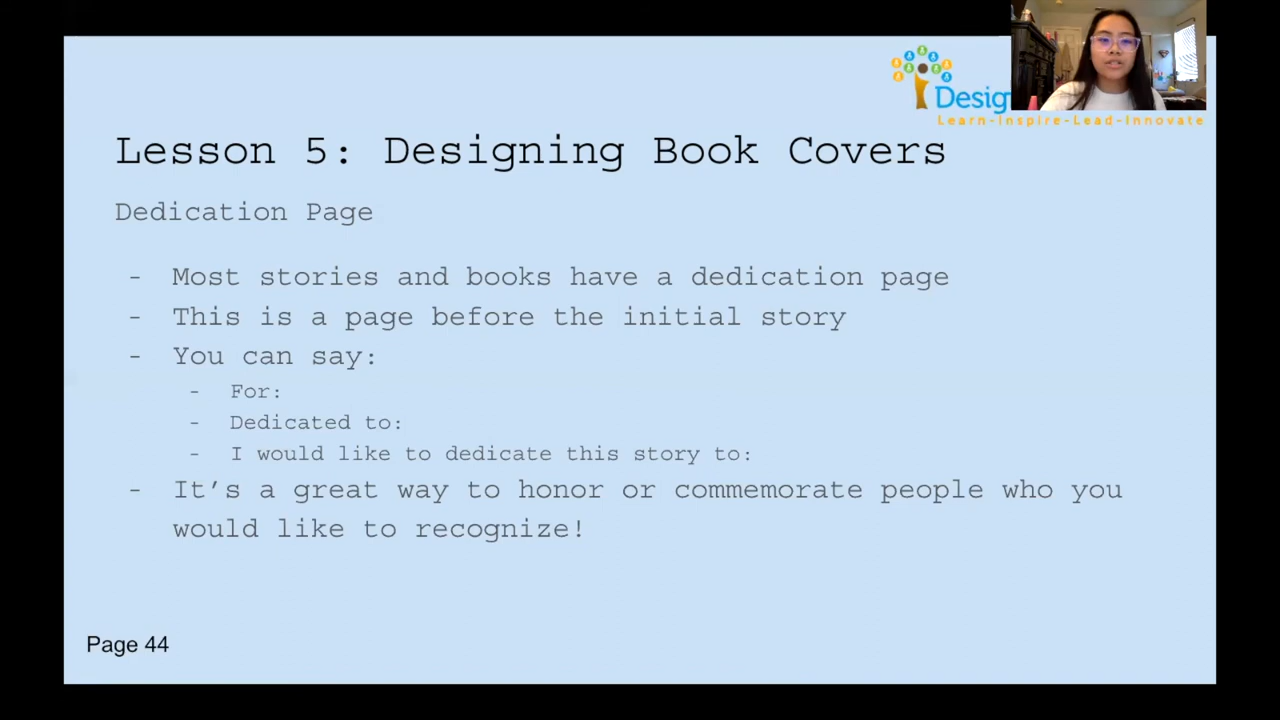 Desig
Learn-Inspire-Lead-Innovate
Lesson 5: Designing Book Covers
Dedication Page
- Most stories and books have a dedication page
- This is a page before the initial story
- You can say:
- For:
- Dedicated to:
- I would like to dedicate this story to:
- It’s a great way to honor or commemorate people who you
would like to recognize!
Page 44